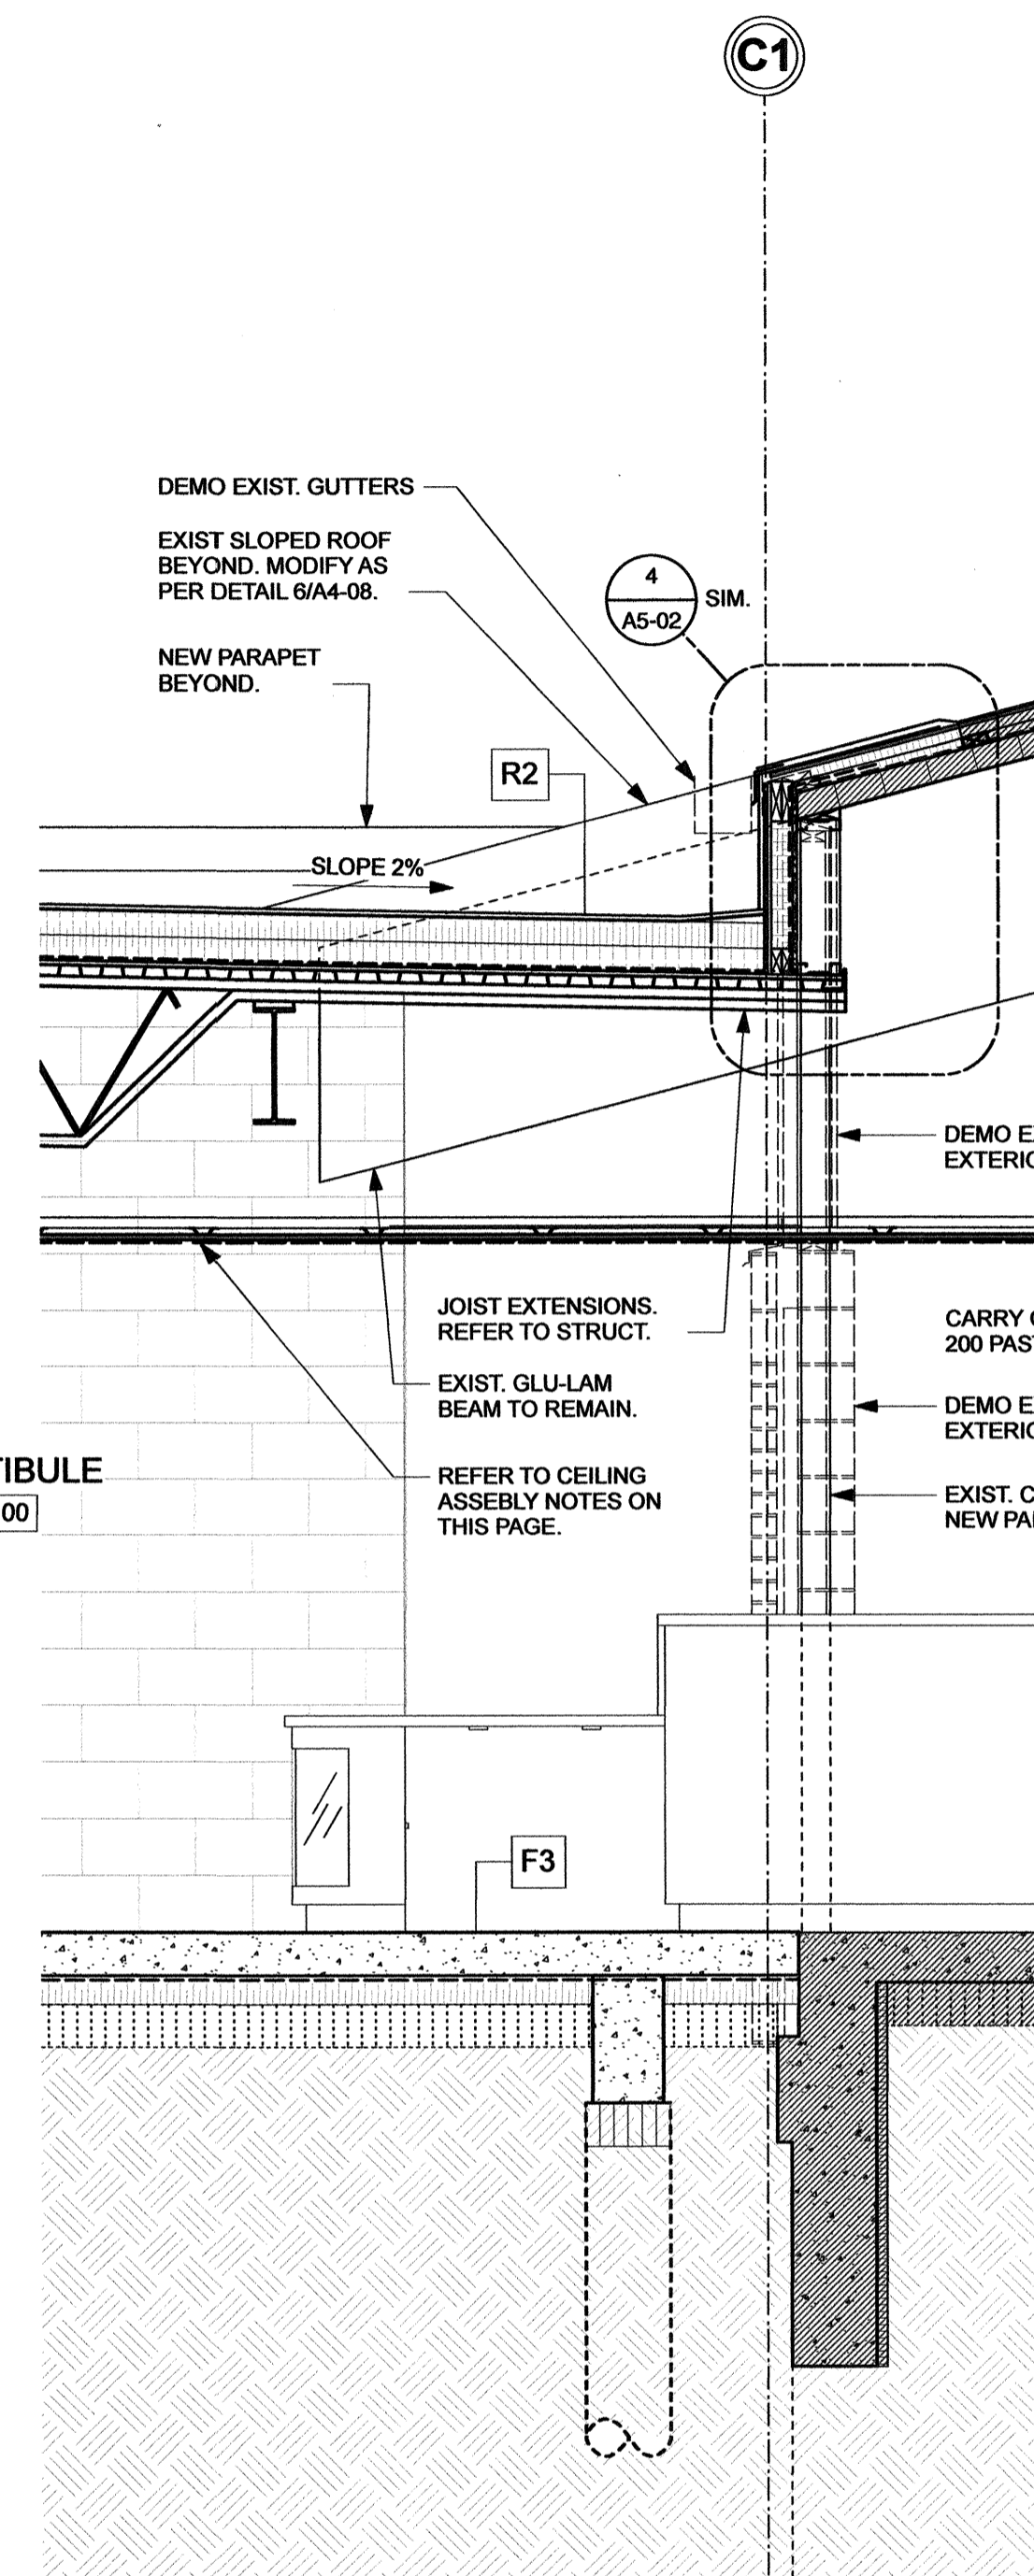 C1
DEMO EXIST. GUTTERS
EXIST SLOPED ROOF
BEYOND. MODIFY AS
PER DETAIL 6/A4-08.
4
A5-02
SIM.
NEW PARAPET
BEYOND.
R2
SLOPE 2%
DEMO E
EXTERIO
JOIST EXTENSIONS.
REFER TO STRUCT.
CARRY
200 PAS
EXIST. GLU-LAM
BEAM TO REMAIN.
DEMO E
EXTERIO
TIBULE
00
REFER TO CEILING
ASSEBLY NOTES ON
THIS PAGE.
EXIST. C
NEW PA
F3